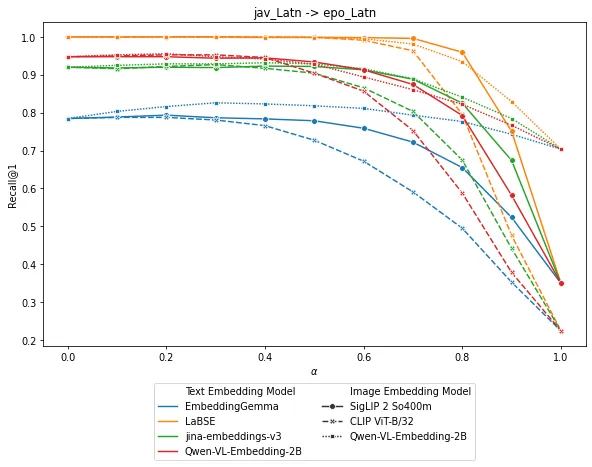 jav_Latn -> epo_Latn
Recall@1
1.0
0.9
0.8
0.7
0.6
0.5
0.4
0.3
0.2
0.0 0.2 0.4 0.6 0.8 1.0
α
Text Embedding Model
EmbeddingGemma
LaBSE
jina-embeddings-v3
Qwen-VL-Embedding-2B
Image Embedding Model
SigLIP 2 So400m
CLIP ViT-B/32
Qwen-VL-Embedding-2B